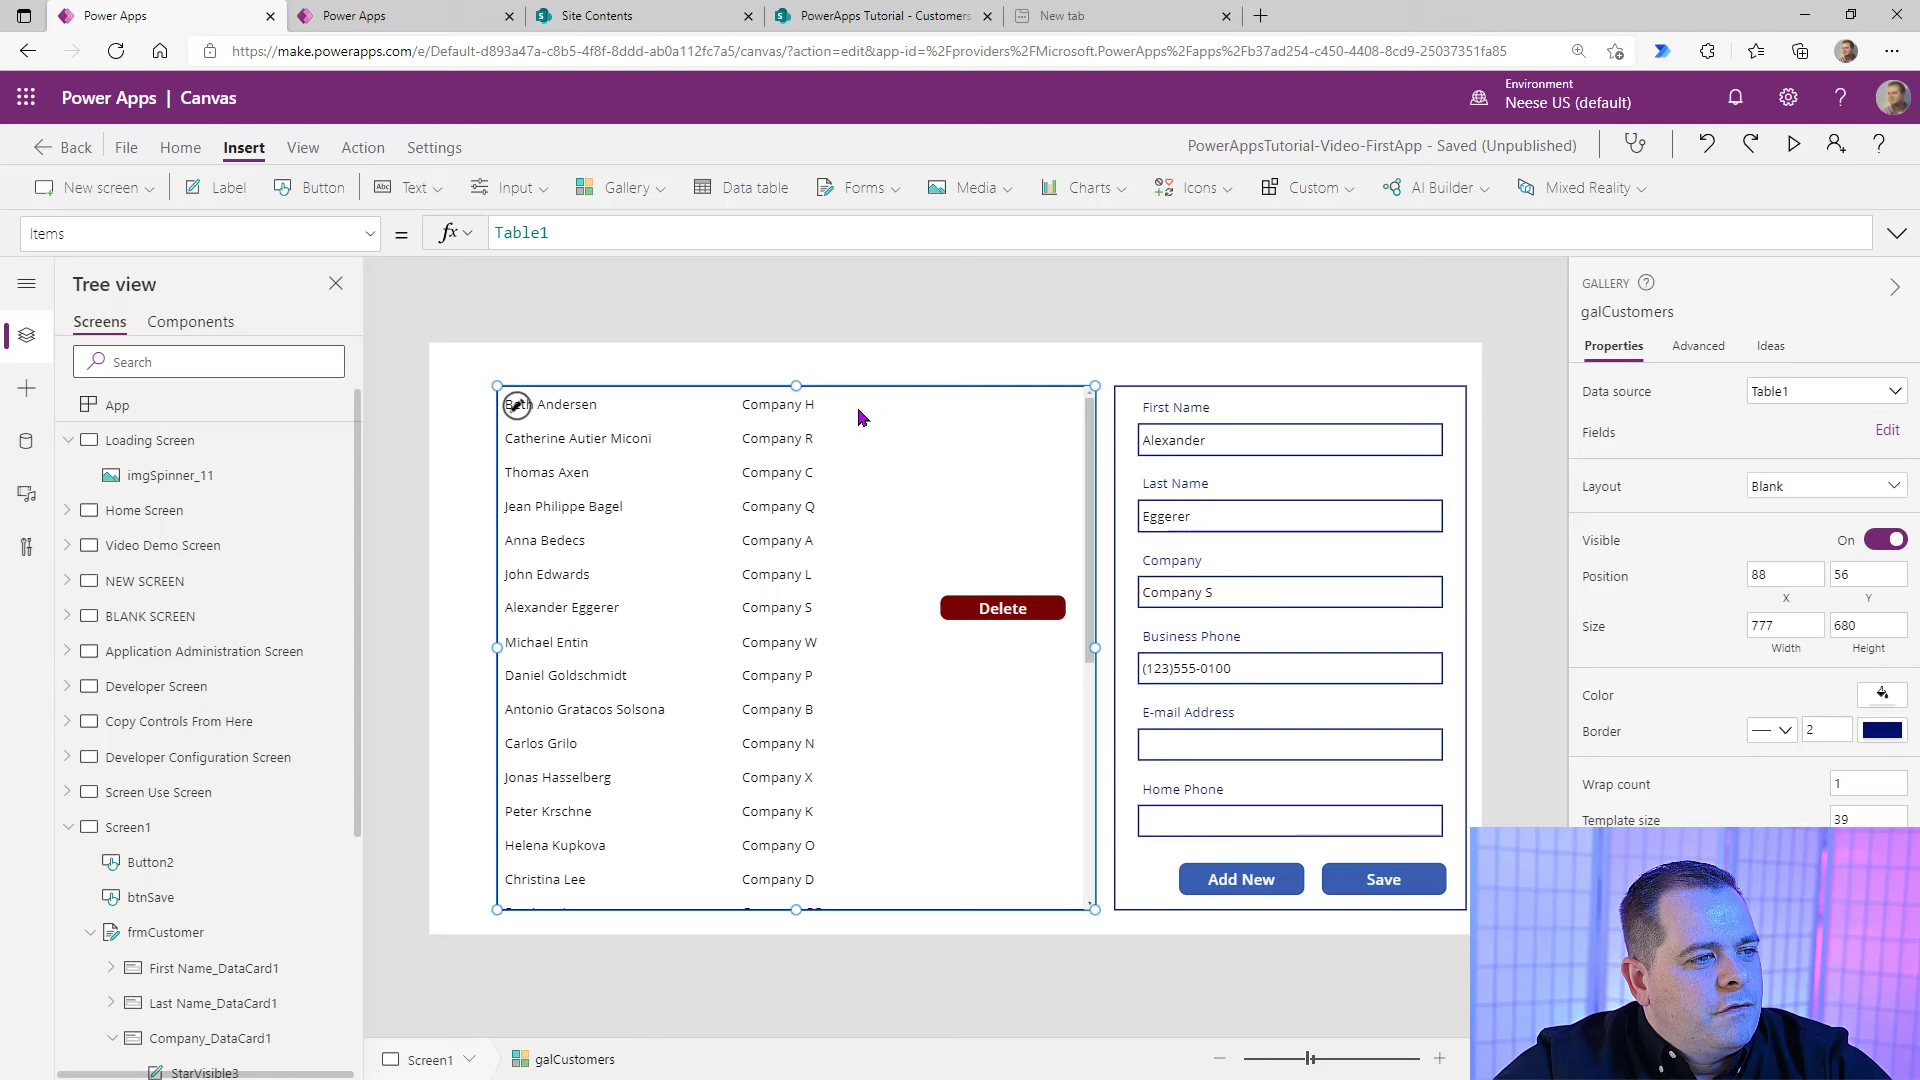 Power Apps
Power Apps
Site Contents
PowerApps Tutorial - Customers
New tab
https://make.powerapps.com/e/Default-d893a47a-c8b5-4f8f-8ddd-ab0a112fc7a5/canvas/?action=edit&app-id=%2Fproviders%2FMicrosoft.PowerApps%2Fapps%2Fb37ad254-c450-4408-8cd9-25037351fa85
Power Apps | Canvas
Environment
Neese US (default)
Back File Home Insert View Action Settings
PowerAppsTutorial-Video-FirstApp - Saved (Unpublished)
New screen Label Button Text Input Gallery Data table Forms Media Charts Icons Custom AI Builder Mixed Reality
Items = fx Table1
Tree view
Screens Components
Search
App
Loading Screen
imgSpinner_11
Home Screen
Video Demo Screen
NEW SCREEN
BLANK SCREEN
Application Administration Screen
Developer Screen
Copy Controls From Here
Developer Configuration Screen
Screen Use Screen
Screen1
Button2
btnSave
frmCustomer
First Name_DataCard1
Last Name_DataCard1
Company_DataCard1
StarVisible3
Beth Andersen Company H
Catherine Autier Miconi Company R
Thomas Axen Company C
Jean Philippe Bagel Company Q
Anna Bedecs Company A
John Edwards Company L
Alexander Eggerer Company S Delete
Michael Entin Company W
Daniel Goldschmidt Company P
Antonio Gratacos Solsona Company B
Carlos Grilo Company N
Jonas Hasselberg Company X
Peter Krschne Company K
Helena Kupkova Company O
Christina Lee Company D
First Name
Alexander
Last Name
Eggerer
Company
Company S
Business Phone
(123)555-0100
E-mail Address
Home Phone
Add New Save
GALLERY
galCustomers
Properties Advanced Ideas
Data source Table1
Fields Edit
Layout Blank
Visible On
Position 88 56
X Y
Size 777 680
Width Height
Color
Border 2
Wrap count 1
Template size 39
Screen1 galCustomers